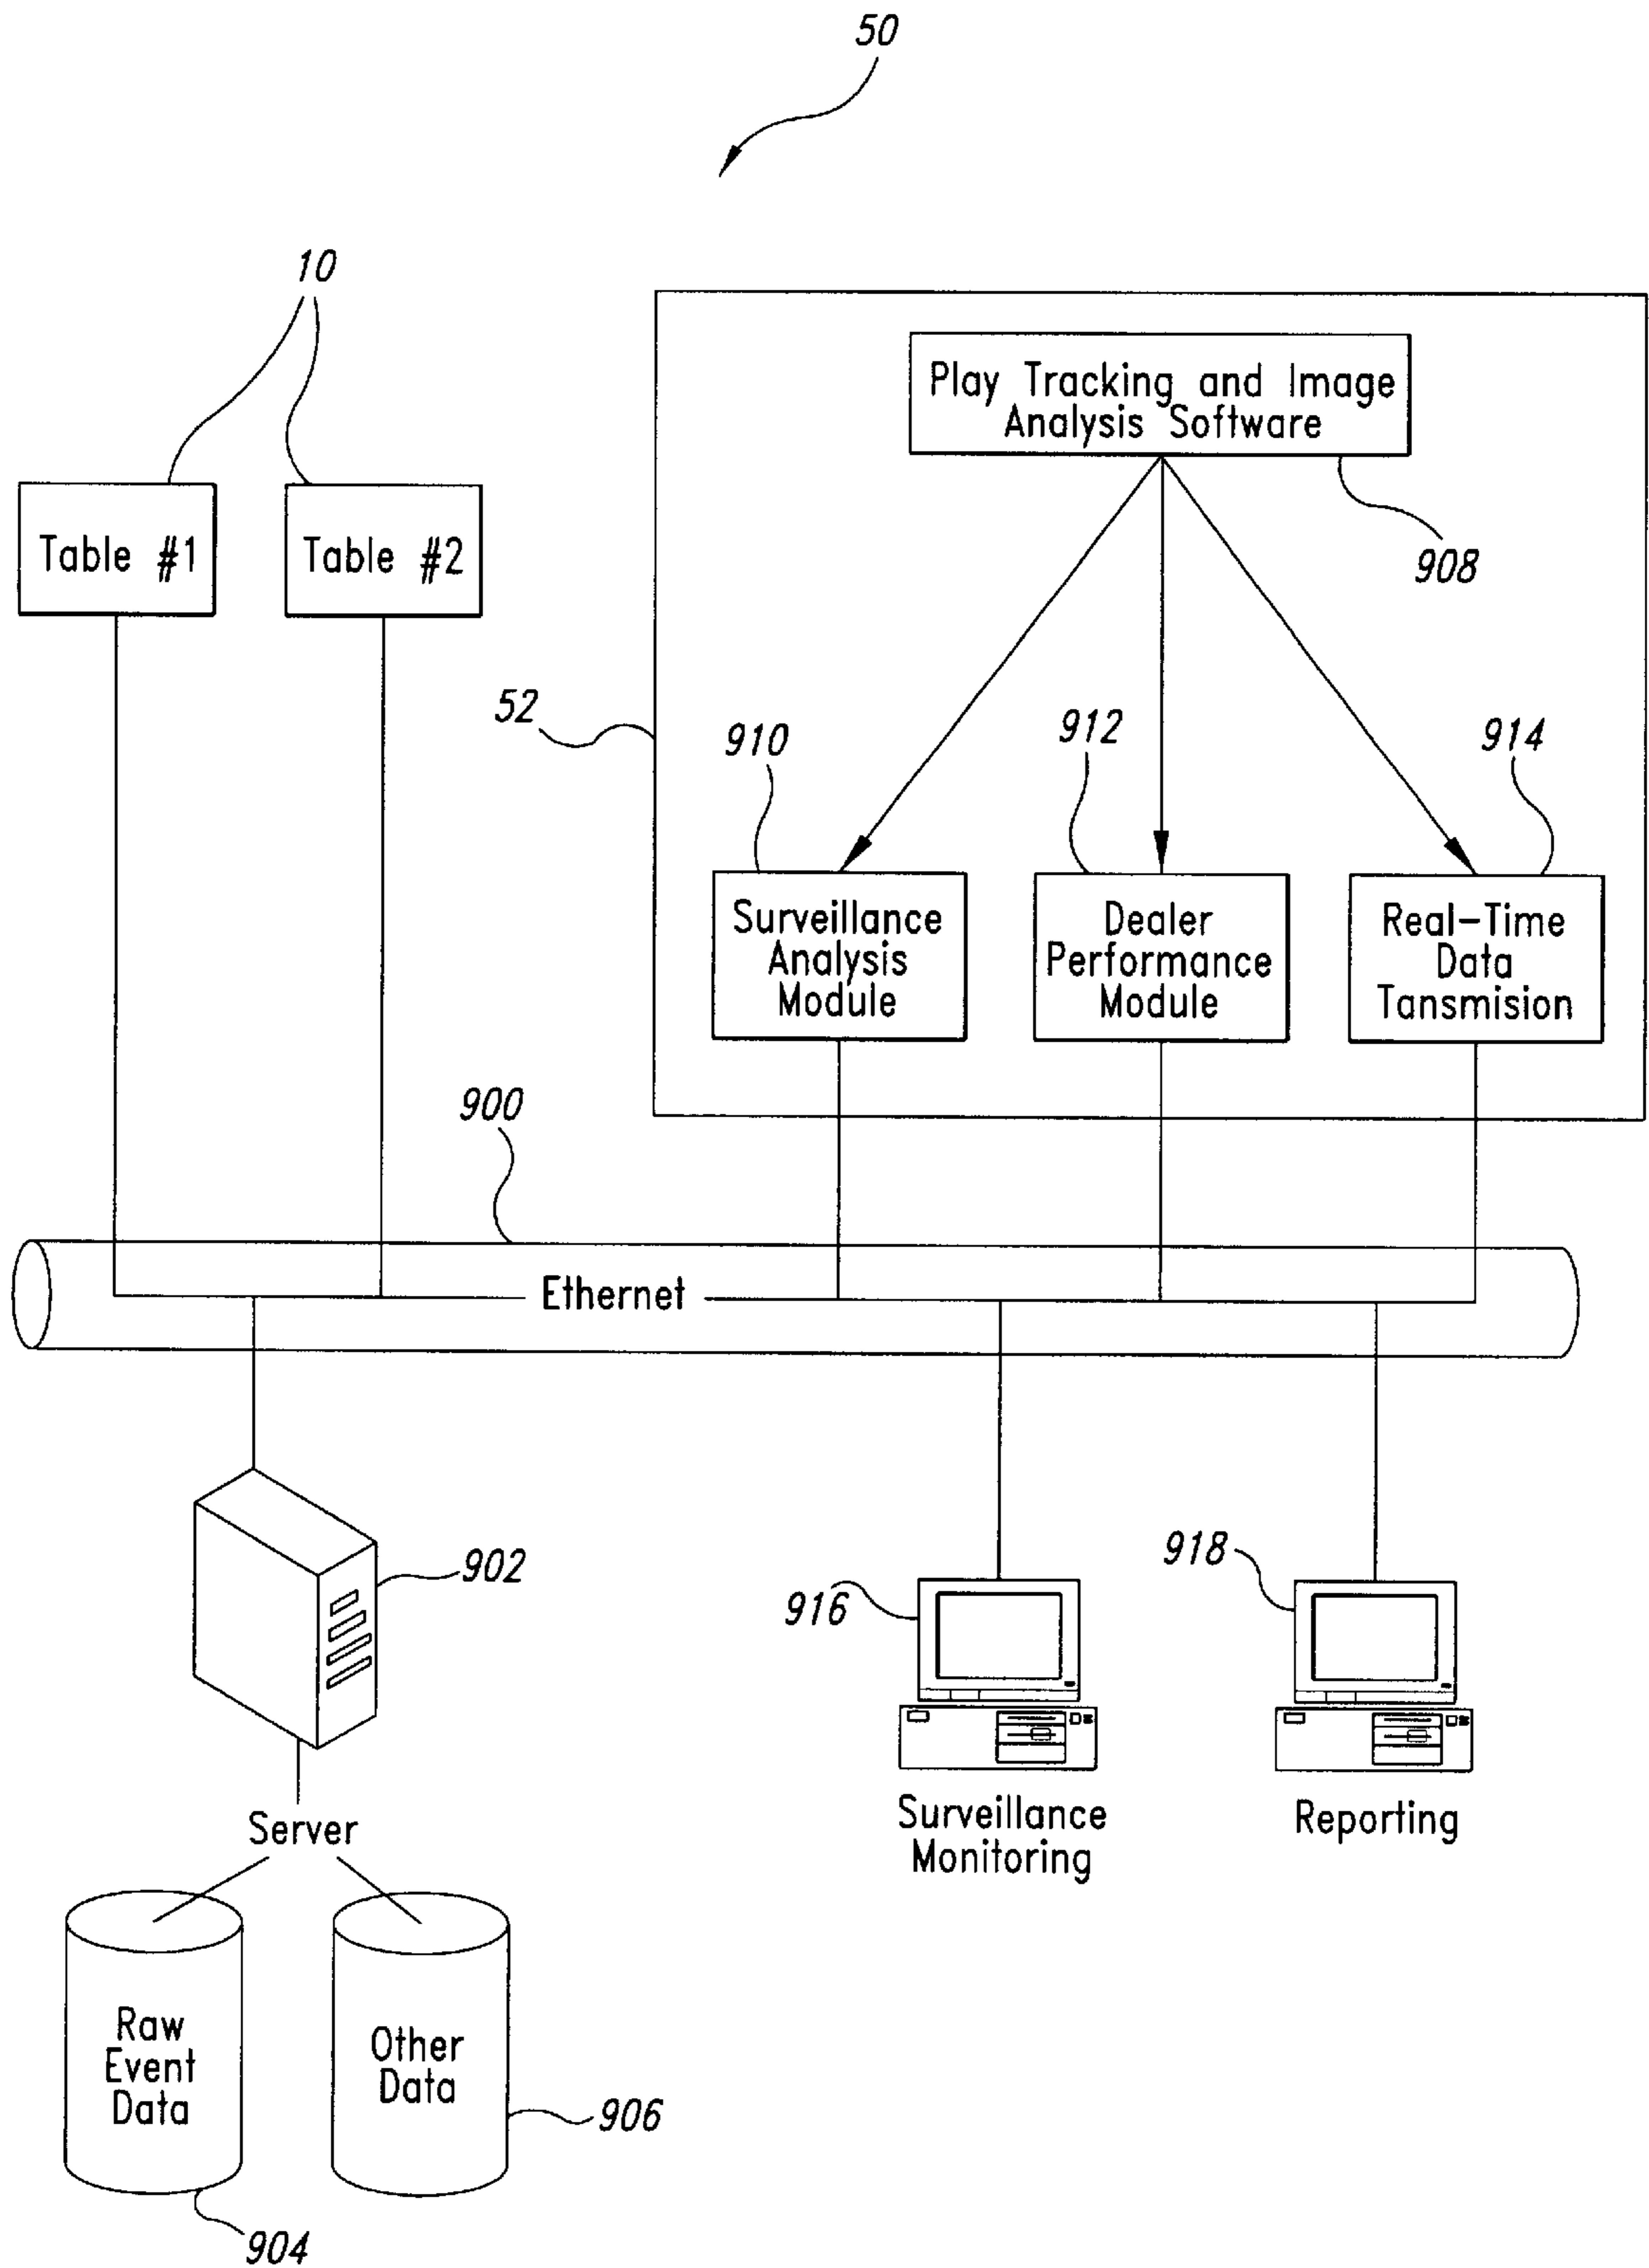 50
10
Play Tracking and Image
Analysis Software
Table #1
Table #2
908
52
910
912
914
Surveillance
Analysis
Module
Dealer
Performance
Module
Real-Time
Data
Tansmision
900
Ethernet
902
916
918
Server
Surveillance
Monitoring
Reporting
Raw
Event
Data
Other
Data
906
904